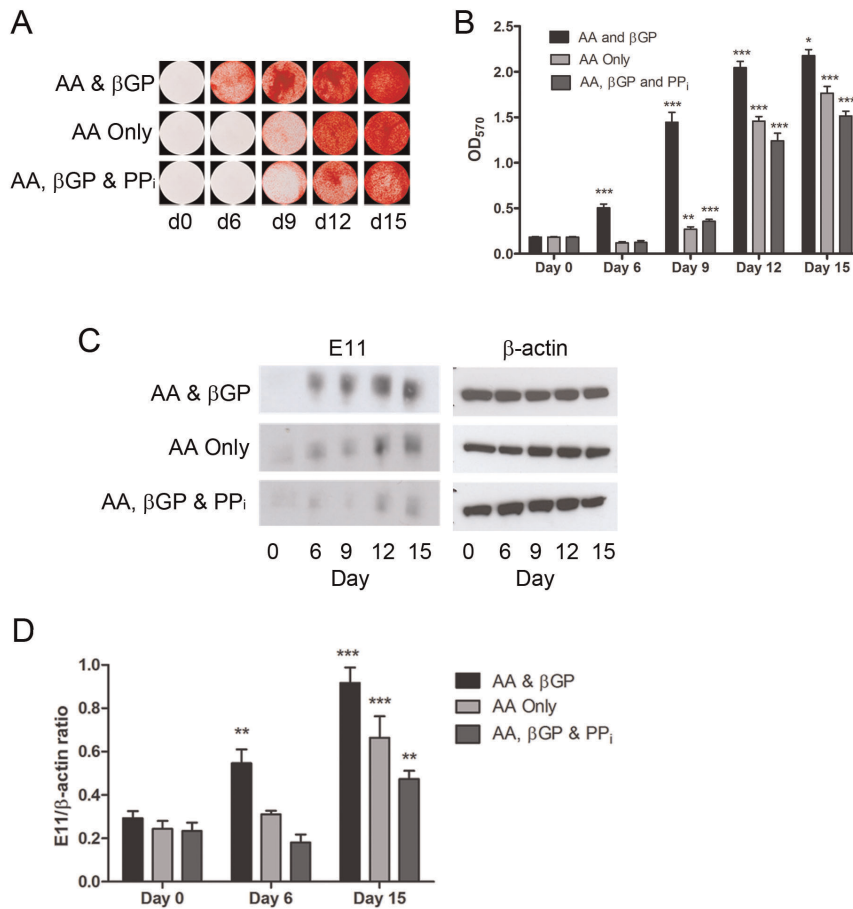 A
AA & βGP
AA Only
AA, βGP & PPi
d0 d6 d9 d12 d15
B
AA and βGP
AA Only
AA, βGP and PPi
OD570
2.5
2.0
1.5
1.0
0.5
0.0
***
***
***
**
***
***
***
***
*
***
***
Day 0 Day 6 Day 9 Day 12 Day 15
C
E11 β-actin
AA & βGP
AA Only
AA, βGP & PPi
0 6 9 12 15 0 6 9 12 15
Day Day
D
E11/β-actin ratio
1.0
0.8
0.6
0.4
0.2
0.0
**
***
***
**
Day 0 Day 6 Day 15
AA & βGP
AA Only
AA, βGP & PPi